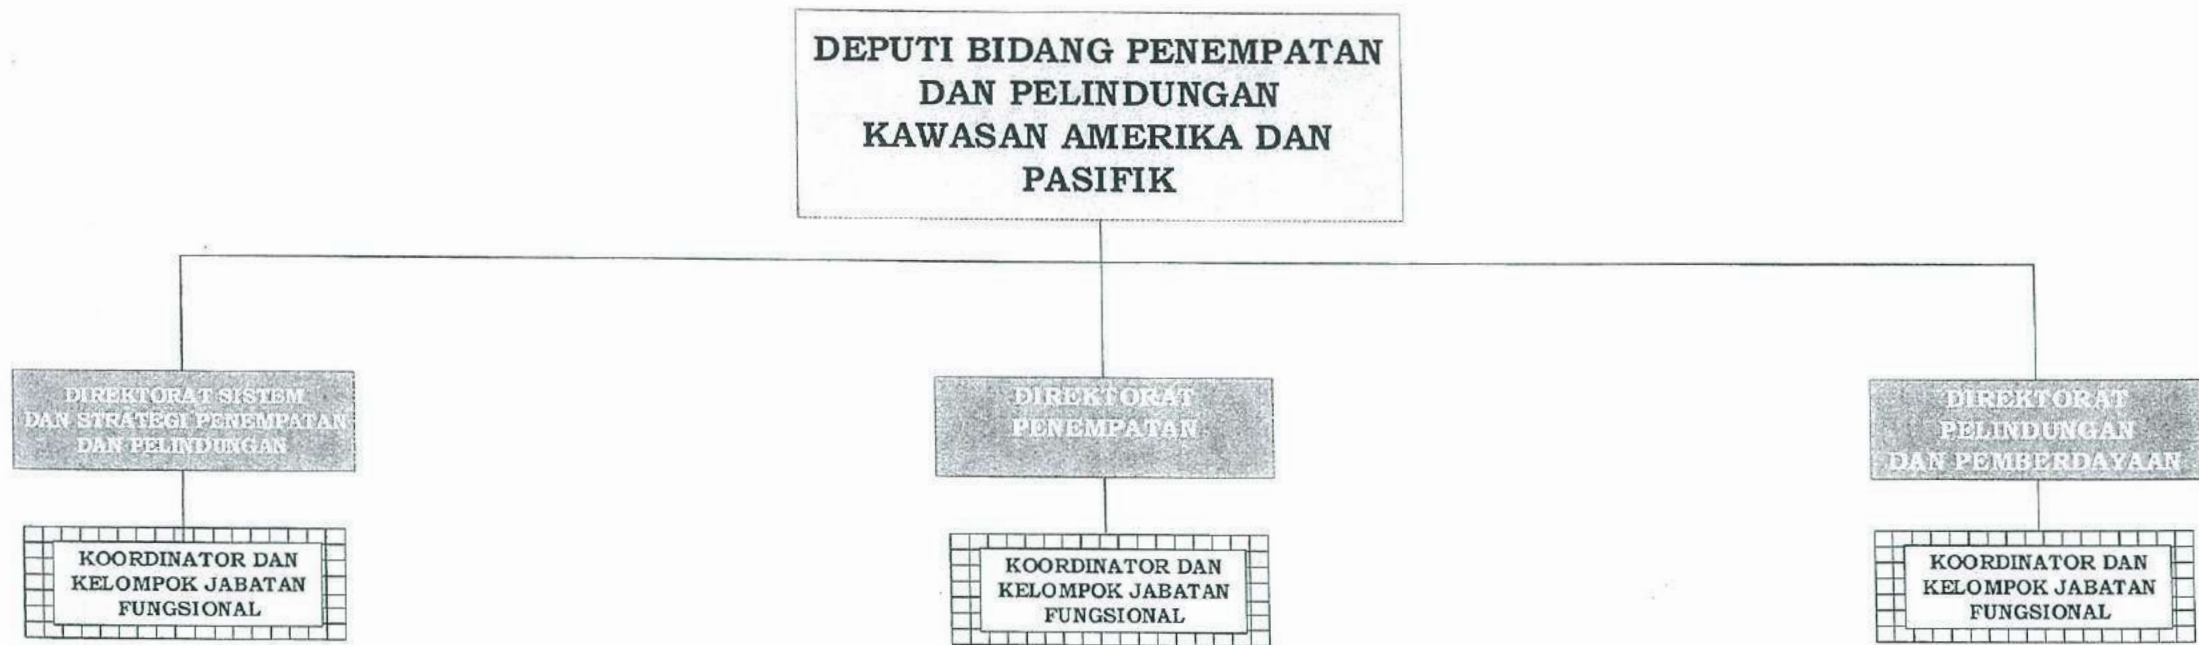 DEPUTI BIDANG PENEMPATAN
DAN PELINDUNGAN
KAWASAN AMERIKA DAN
PASIFIK
DIREKTORAT SISTEM
DAN STRATEGI PENEMPATAN
DAN PELINDUNGAN
DIREKTORAT
PENEMPATAN
DIREKTORAT
PELINDUNGAN
DAN PEMBERDAYAAN
KOORDINATOR DAN
KELOMPOK JABATAN
FUNGSIONAL
KOORDINATOR DAN
KELOMPOK JABATAN
FUNGSIONAL
KOORDINATOR DAN
KELOMPOK JABATAN
FUNGSIONAL